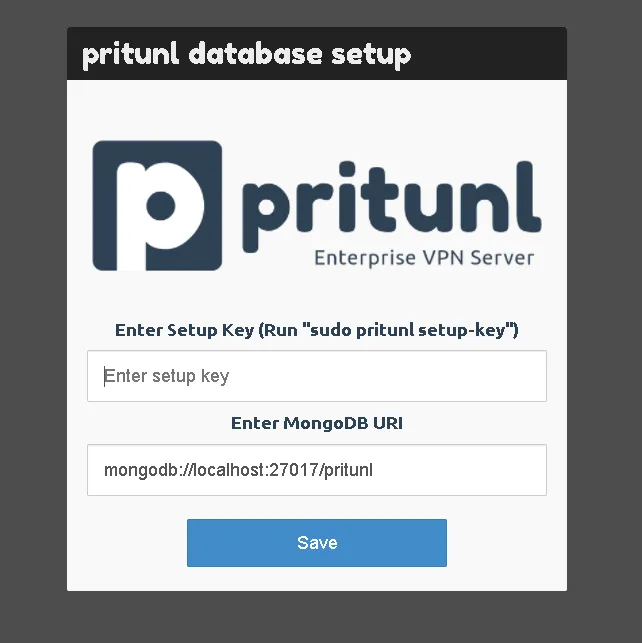 pritunl database setup
p pritunl
Enterprise VPN Server
Enter Setup Key (Run "sudo pritunl setup-key")
Enter setup key
Enter MongoDB URI
mongodb://localhost:27017/pritunl
Save